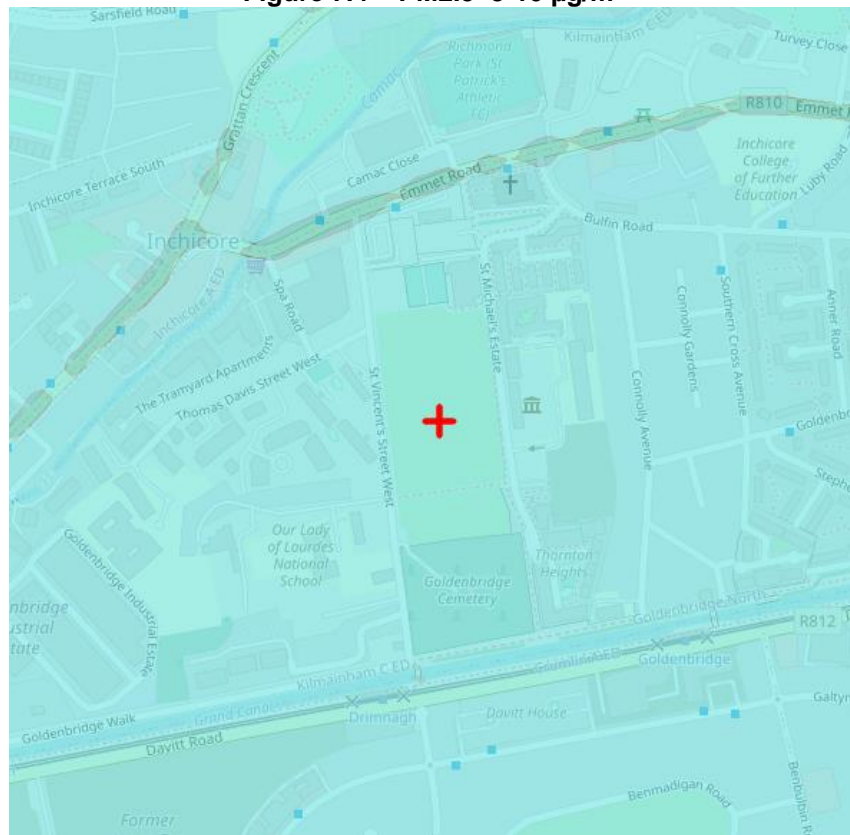 Sarsfield Road
Grattan Crescent
Camac
Richmond
Park (St
Patrick's
Athletic
FC)
Kilmainham C ED
Turvey Close
R810
Emmet R
Inchicore
College
of Further
Education
Luby Road
Inchicore Terrace South
Camac Close
Emmet Road
Bulfin Road
Inchicore
Inchicore A ED
Spa Road
St Michael's Estate
Connolly Gardens
Southern Cross Avenue
Anner Road
The Tramyard Apartments
Thomas Davis Street West
St Vincent's Street West
Connolly Avenue
Goldenb
Steph
Our Lady
of Lourdes
National
School
Goldenbridge
Cemetery
Thornton
Heights
Goldenbridge Industrial Estate
nbridge
ustrial
tate
Goldenbridge North
R812
Kilmainham C ED
Crumlin
Goldenbridge
Goldenbridge Walk
Grand Canal
Drimnagh
Davitt House
Galtym
Davitt Road
Benmadigan Road
Benbulbin R
Former